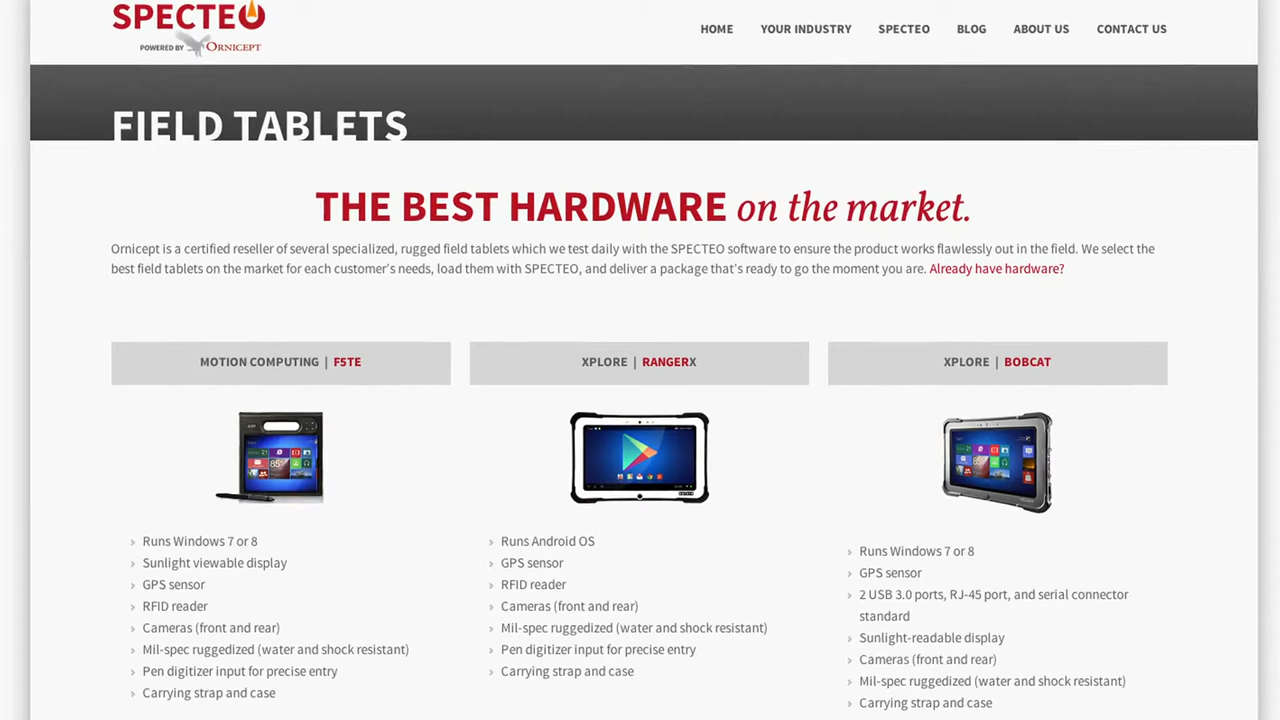 SPECTEO
POWERED BY ORNICEPT
HOME YOUR INDUSTRY SPECTEO BLOG ABOUT US CONTACT US
FIELD TABLETS
THE BEST HARDWARE on the market.
Ornicept is a certified reseller of several specialized, rugged field tablets which we test daily with the SPECTEO software to ensure the product works flawlessly out in the field. We select the
best field tablets on the market for each customer's needs, load them with SPECTEO, and deliver a package that's ready to go the moment you are. Already have hardware?
MOTION COMPUTING | F5TE
Runs Windows 7 or 8
Sunlight viewable display
GPS sensor
RFID reader
Cameras (front and rear)
Mil-spec ruggedized (water and shock resistant)
Pen digitizer input for precise entry
Carrying strap and case
XPLORE | RANGERX
Runs Android OS
GPS sensor
RFID reader
Cameras (front and rear)
Mil-spec ruggedized (water and shock resistant)
Pen digitizer input for precise entry
Carrying strap and case
XPLORE | BOBCAT
Runs Windows 7 or 8
GPS sensor
2 USB 3.0 ports, RJ-45 port, and serial connector
standard
Sunlight-readable display
Cameras (front and rear)
Mil-spec ruggedized (water and shock resistant)
Carrying strap and case